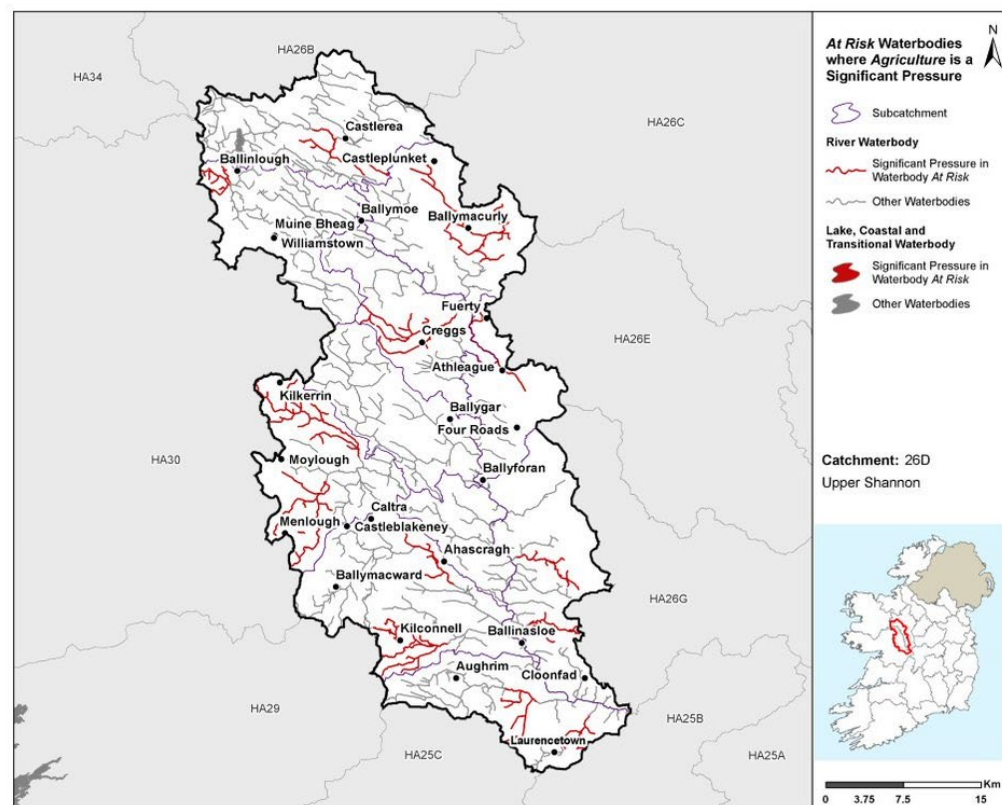 HA26B
HA34
HA26C
Castlerea
Castleplunket
Ballinlough
Ballymoe
Ballymacurly
Muine Bheag
Williamstown
Fuerty
Creggs
HA26E
Athleague
Kilkerrin
Ballygar
Four Roads
HA30
Moylough
Ballyforan
Caltra
Menlough
Castleblakeney
Ahascragh
Ballymacward
HA26G
Kilconnell
Ballinasloe
Aughrim
Cloonfad
HA29
HA25B
Laurencetown
HA25C
HA25A
At Risk Waterbodies
where Agriculture is a
Significant Pressure
N
Subcatchment
River Waterbody
Significant Pressure in
Waterbody At Risk
Other Waterbodies
Lake, Coastal and
Transitional Waterbody
Significant Pressure in
Waterbody At Risk
Other Waterbodies
Catchment: 26D
Upper Shannon
Km
0 3.75 7.5 15